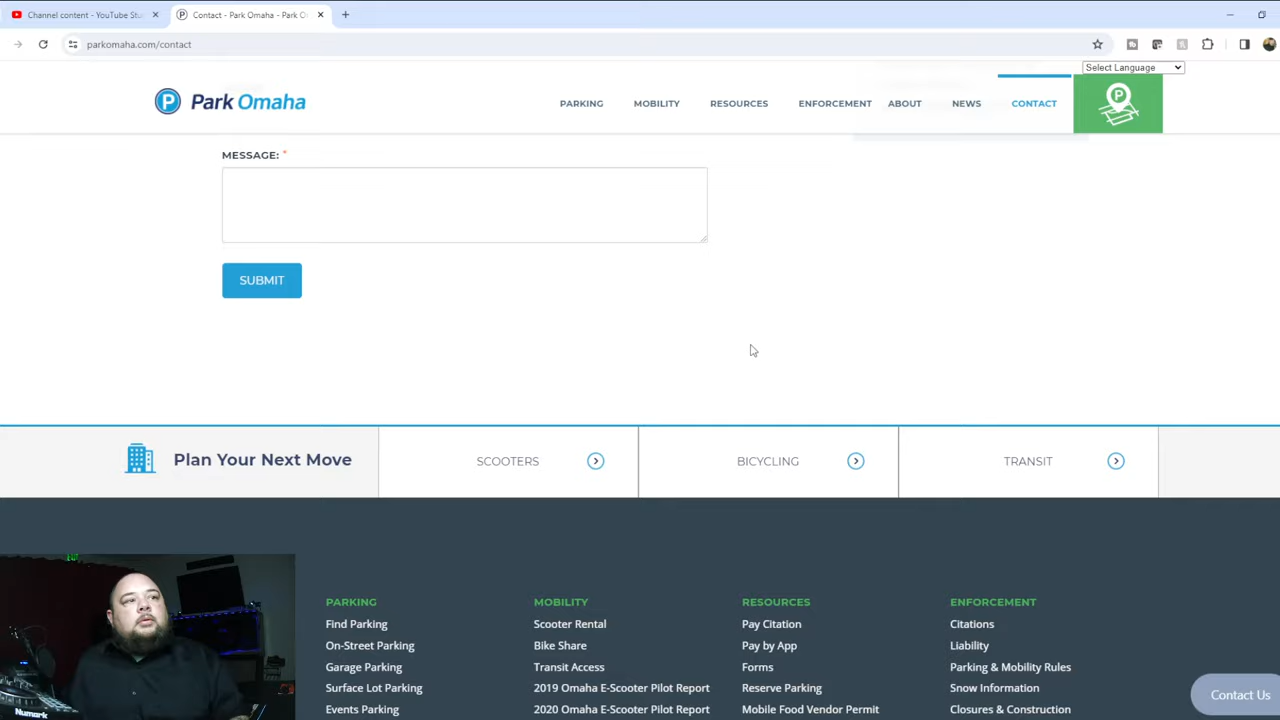 Channel content - YouTube Stu
Contact - Park Omaha - Park O
parkomaha.com/contact
Select Language
Park Omaha
PARKING
MOBILITY
RESOURCES
ENFORCEMENT
ABOUT
NEWS
CONTACT
MESSAGE: *
SUBMIT
Plan Your Next Move
SCOOTERS
BICYCLING
TRANSIT
PARKING
Find Parking
On-Street Parking
Garage Parking
Surface Lot Parking
Events Parking
MOBILITY
Scooter Rental
Bike Share
Transit Access
2019 Omaha E-Scooter Pilot Report
2020 Omaha E-Scooter Pilot Report
RESOURCES
Pay Citation
Pay by App
Forms
Reserve Parking
Mobile Food Vendor Permit
ENFORCEMENT
Citations
Liability
Parking & Mobility Rules
Snow Information
Closures & Construction
Contact Us
Numark